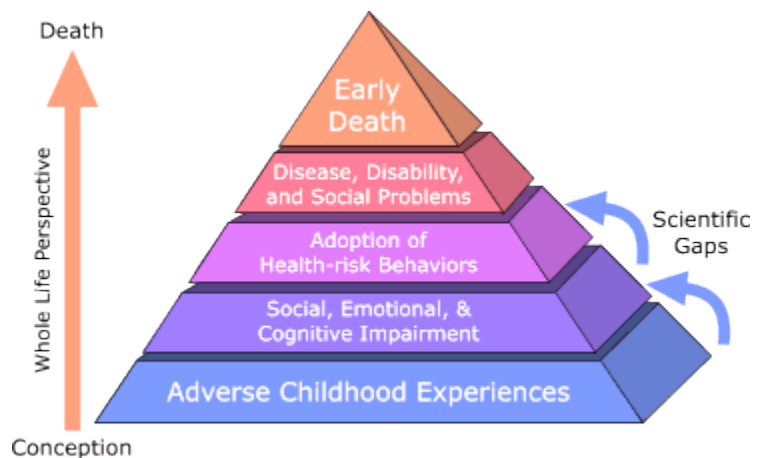 Death
Early
Death
Disease, Disability,
and Social Problems
Scientific
Gaps
Adoption of
Health-risk Behaviors
Whole Life Perspective
Social, Emotional, &
Cognitive Impairment
Adverse Childhood Experiences
Conception